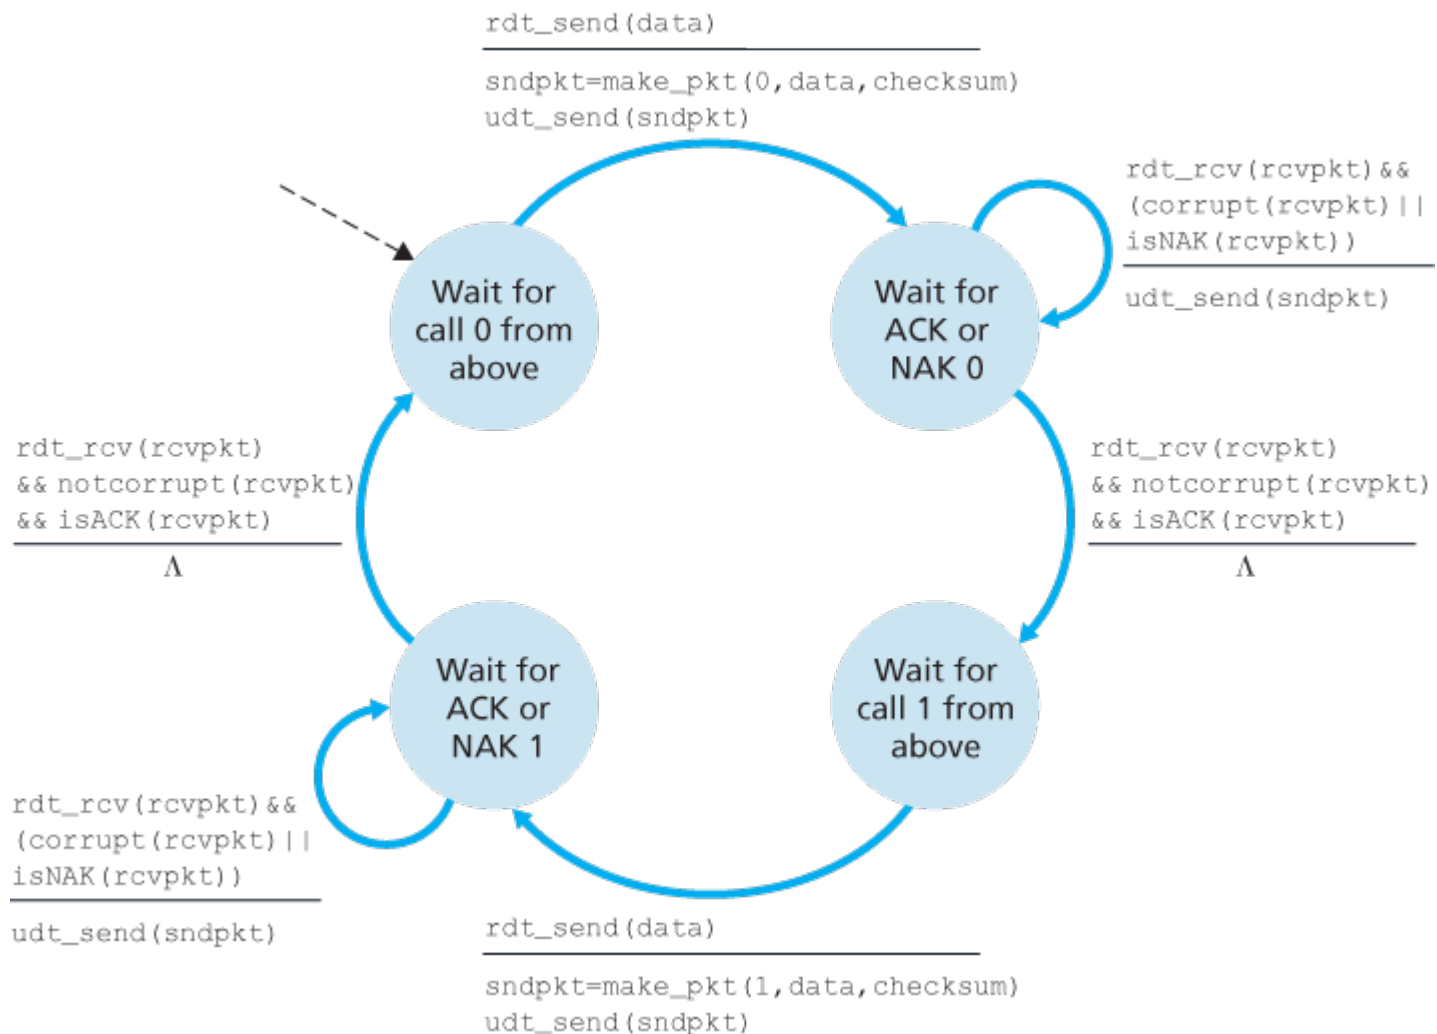 rdt_send(data)
sndpkt=make_pkt(0,data,checksum)
udt_send(sndpkt)
rdt_rcv(rcvpkt)&&
(corrupt(rcvpkt)||
isNAK(rcvpkt))
udt_send(sndpkt)
Wait for
call 0 from
above
Wait for
ACK or
NAK 0
rdt_rcv(rcvpkt)
&& notcorrupt(rcvpkt)
&& isACK(rcvpkt)
Λ
rdt_rcv(rcvpkt)
&& notcorrupt(rcvpkt)
&& isACK(rcvpkt)
Λ
Wait for
ACK or
NAK 1
Wait for
call 1 from
above
rdt_rcv(rcvpkt)&&
(corrupt(rcvpkt)||
isNAK(rcvpkt))
udt_send(sndpkt)
rdt_send(data)
sndpkt=make_pkt(1,data,checksum)
udt_send(sndpkt)